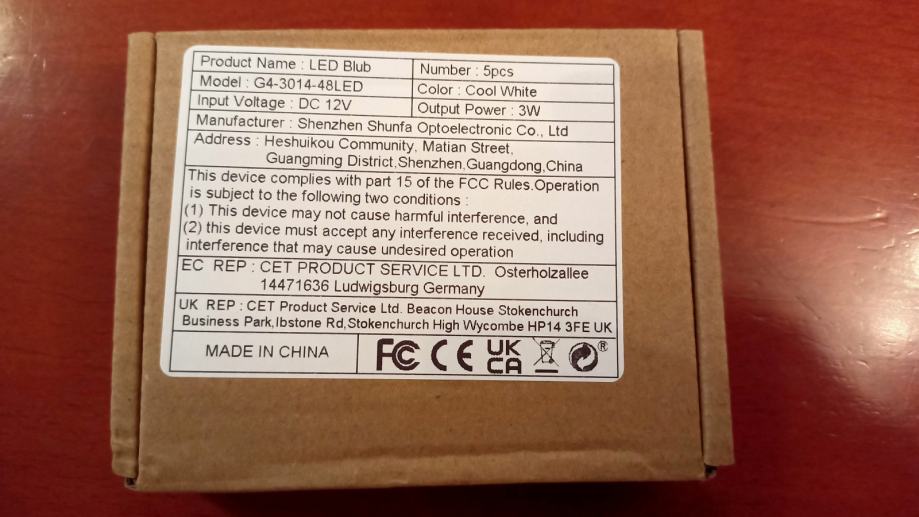 Product Name : LED Blub
Number : 5pcs
Model : G4-3014-48LED
Color : Cool White
Input Voltage : DC 12V
Output Power : 3W
Manufacturer : Shenzhen Shunfa Optoelectronic Co., Ltd
Address : Heshuikou Community, Matian Street,
Guangming District,Shenzhen,Guangdong,China
This device complies with part 15 of the FCC Rules.Operation
is subject to the following two conditions :
(1) This device may not cause harmful interference, and
(2) this device must accept any interference received, including
interference that may cause undesired operation
EC REP : CET PRODUCT SERVICE LTD. Osterholzallee
14471636 Ludwigsburg Germany
UK REP : CET Product Service Ltd. Beacon House Stokenchurch
Business Park,Ibstone Rd,Stokenchurch High Wycombe HP14 3FE UK
MADE IN CHINA
FC CE UK CA ®